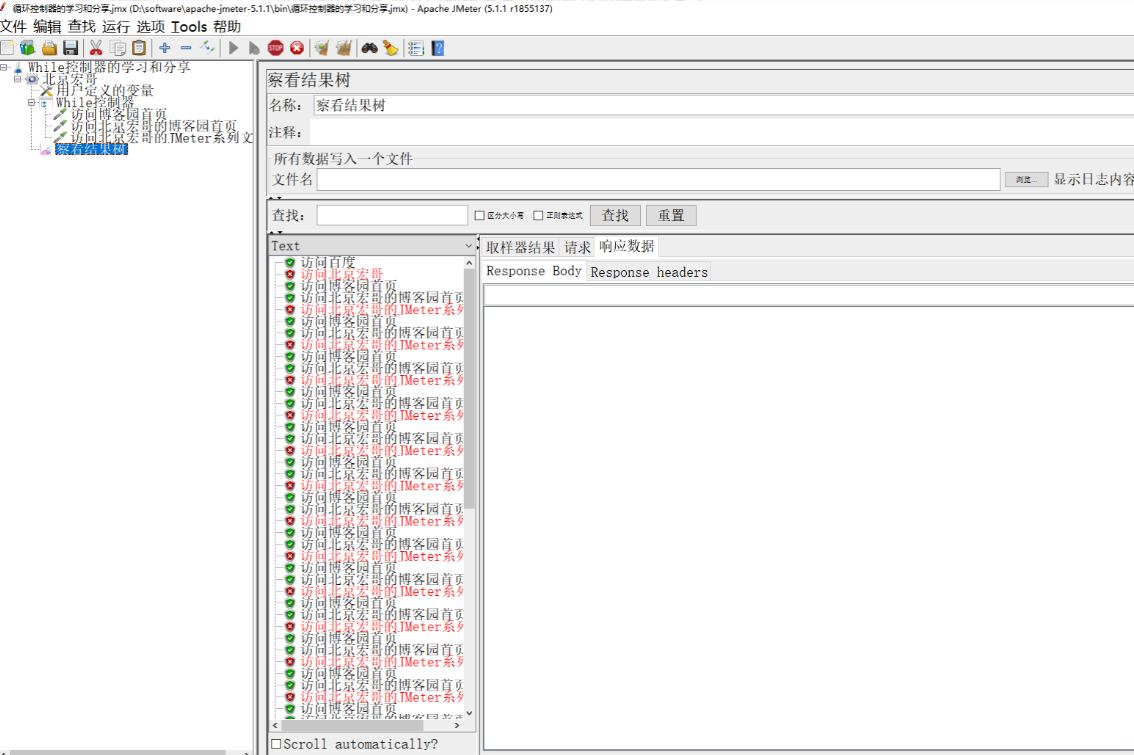 循环控制器的学习和分享.jmx (D:\software\apache-jmeter-5.1.1\bin\循环控制器的学习和分享.jmx) - Apache JMeter (5.1.1 r1855137)
文件 编辑 查找 运行 选项 Tools 帮助
While控制器的学习和分享
北京宏哥
用户定义的变量
While控制器
访问博客园首页
访问北京宏哥的博客园首页
访问北京宏哥的JMeter系列文
察看结果树
察看结果树
名称： 察看结果树
注释：
所有数据写入一个文件
文件名 浏览... 显示日志内容
查找： 区分大小写 正则表达式 查找 重置
Text
取样器结果 请求 响应数据
Response Body Response headers
访问百度
访问北京宏哥
访问博客园首页
访问北京宏哥的博客园首页
访问北京宏哥的JMeter系列
访问博客园首页
访问北京宏哥的博客园首页
访问北京宏哥的JMeter系列
访问博客园首页
访问北京宏哥的博客园首页
访问北京宏哥的JMeter系列
访问博客园首页
访问北京宏哥的博客园首页
访问北京宏哥的JMeter系列
访问博客园首页
访问北京宏哥的博客园首页
访问北京宏哥的JMeter系列
访问博客园首页
访问北京宏哥的博客园首页
访问北京宏哥的JMeter系列
访问博客园首页
访问北京宏哥的博客园首页
访问北京宏哥的JMeter系列
访问博客园首页
访问北京宏哥的博客园首页
访问北京宏哥的JMeter系列
访问博客园首页
访问北京宏哥的博客园首页
访问北京宏哥的JMeter系列
访问博客园首页
访问北京宏哥的博客园首页
访问北京宏哥的JMeter系列
访问博客园首页
访问北京宏哥的博客园首页
访问北京宏哥的JMeter系列
访问博客园首页
访问北京宏哥的博客园首页
访问北京宏哥的JMeter系列
访问博客园首页
访问北京宏哥的博客园首页
Scroll automatically?